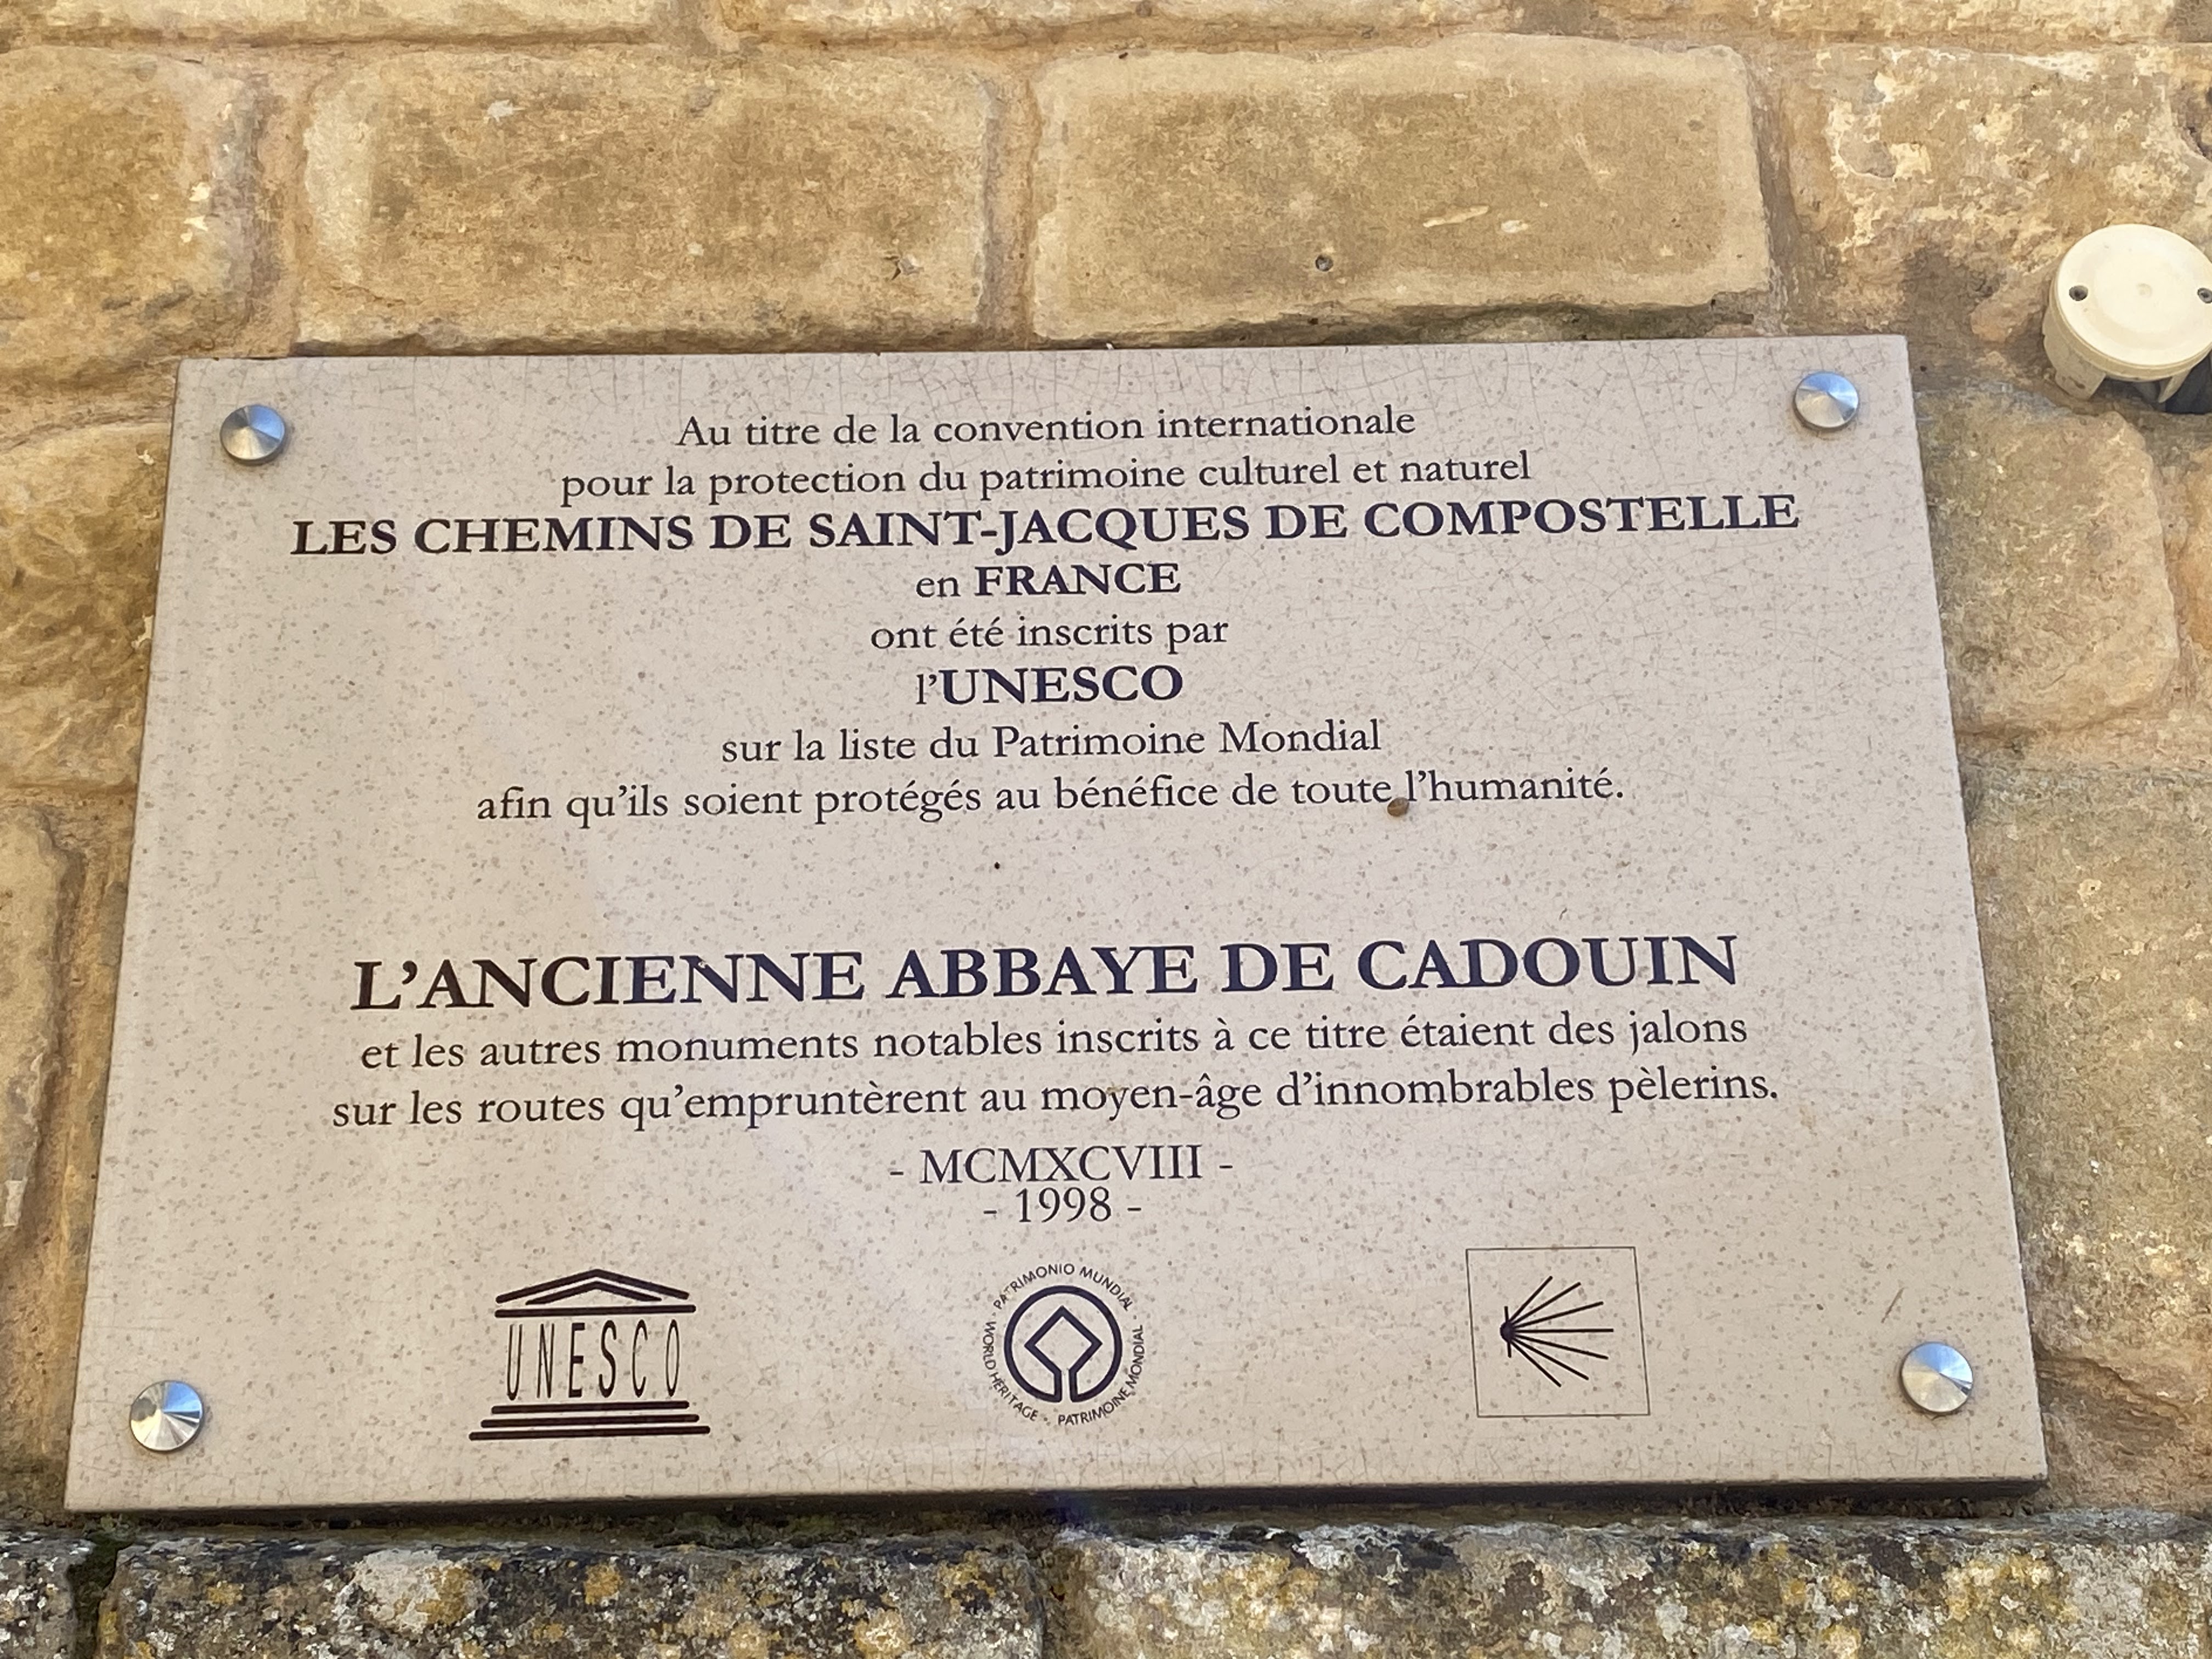 Au titre de la convention internationale
pour la protection du patrimoine culturel et naturel
LES CHEMINS DE SAINT-JACQUES DE COMPOSTELLE
en FRANCE
ont été inscrits par
l'UNESCO
sur la liste du Patrimoine Mondial
afin qu'ils soient protégés au bénéfice de toute l'humanité.
L'ANCIENNE ABBAYE DE CADOUIN
et les autres monuments notables inscrits à ce titre étaient des jalons
sur les routes qu'empruntèrent au moyen-âge d'innombrables pèlerins.
- MCMXCVIII -
- 1998 -
UNESCO
PATRIMONIO MUNDIAL · WORLD HERITAGE · PATRIMOINE MONDIAL